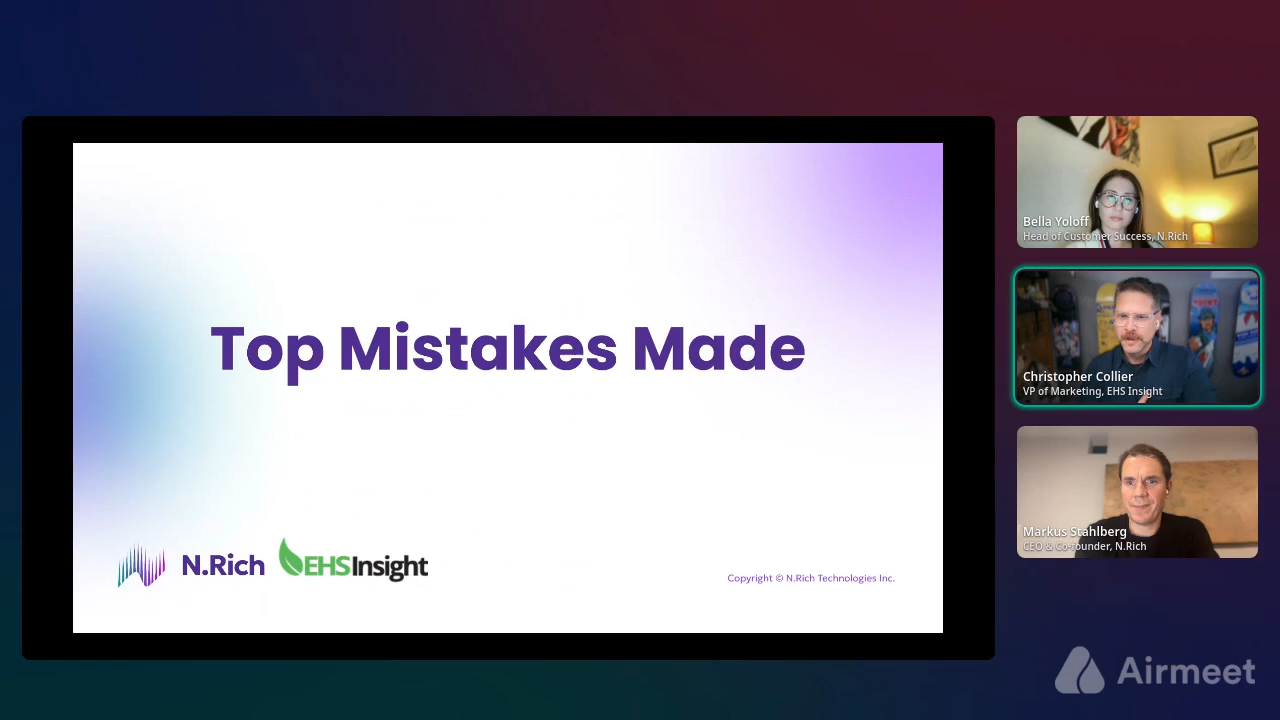 Top Mistakes Made
N.Rich
EHSInsight
Copyright © N.Rich Technologies Inc.
Bella Yoloff
Head of Customer Success, N.Rich
Christopher Collier
VP of Marketing, EHS Insight
Markus Stahlberg
CEO & Co-founder, N.Rich
Airmeet